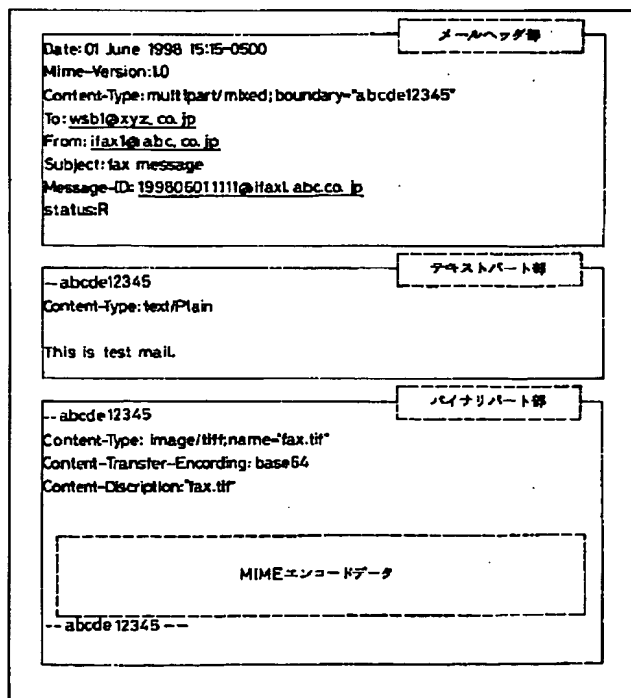 メールヘッダ部
Date: 01 June 1998 15:15-0500
Mime-Version:1.0
Content-Type: multipart/mixed; boundary="abcde12345"
To: wsb1@xyz.co.jp
From: ifax1@abc.co.jp
Subject: fax message
Message-ID: 199806011111@ifax1.abc.co.jp
status:R
テキストパート部
--abcde12345
Content-Type: text/Plain
This is test mail.
バイナリパート部
--abcde12345
Content-Type: image/tiff;name="fax.tif"
Content-Transfer-Encording: base64
Content-Discription:"fax.tif"
MIMEエンコードデータ
--abcde12345--